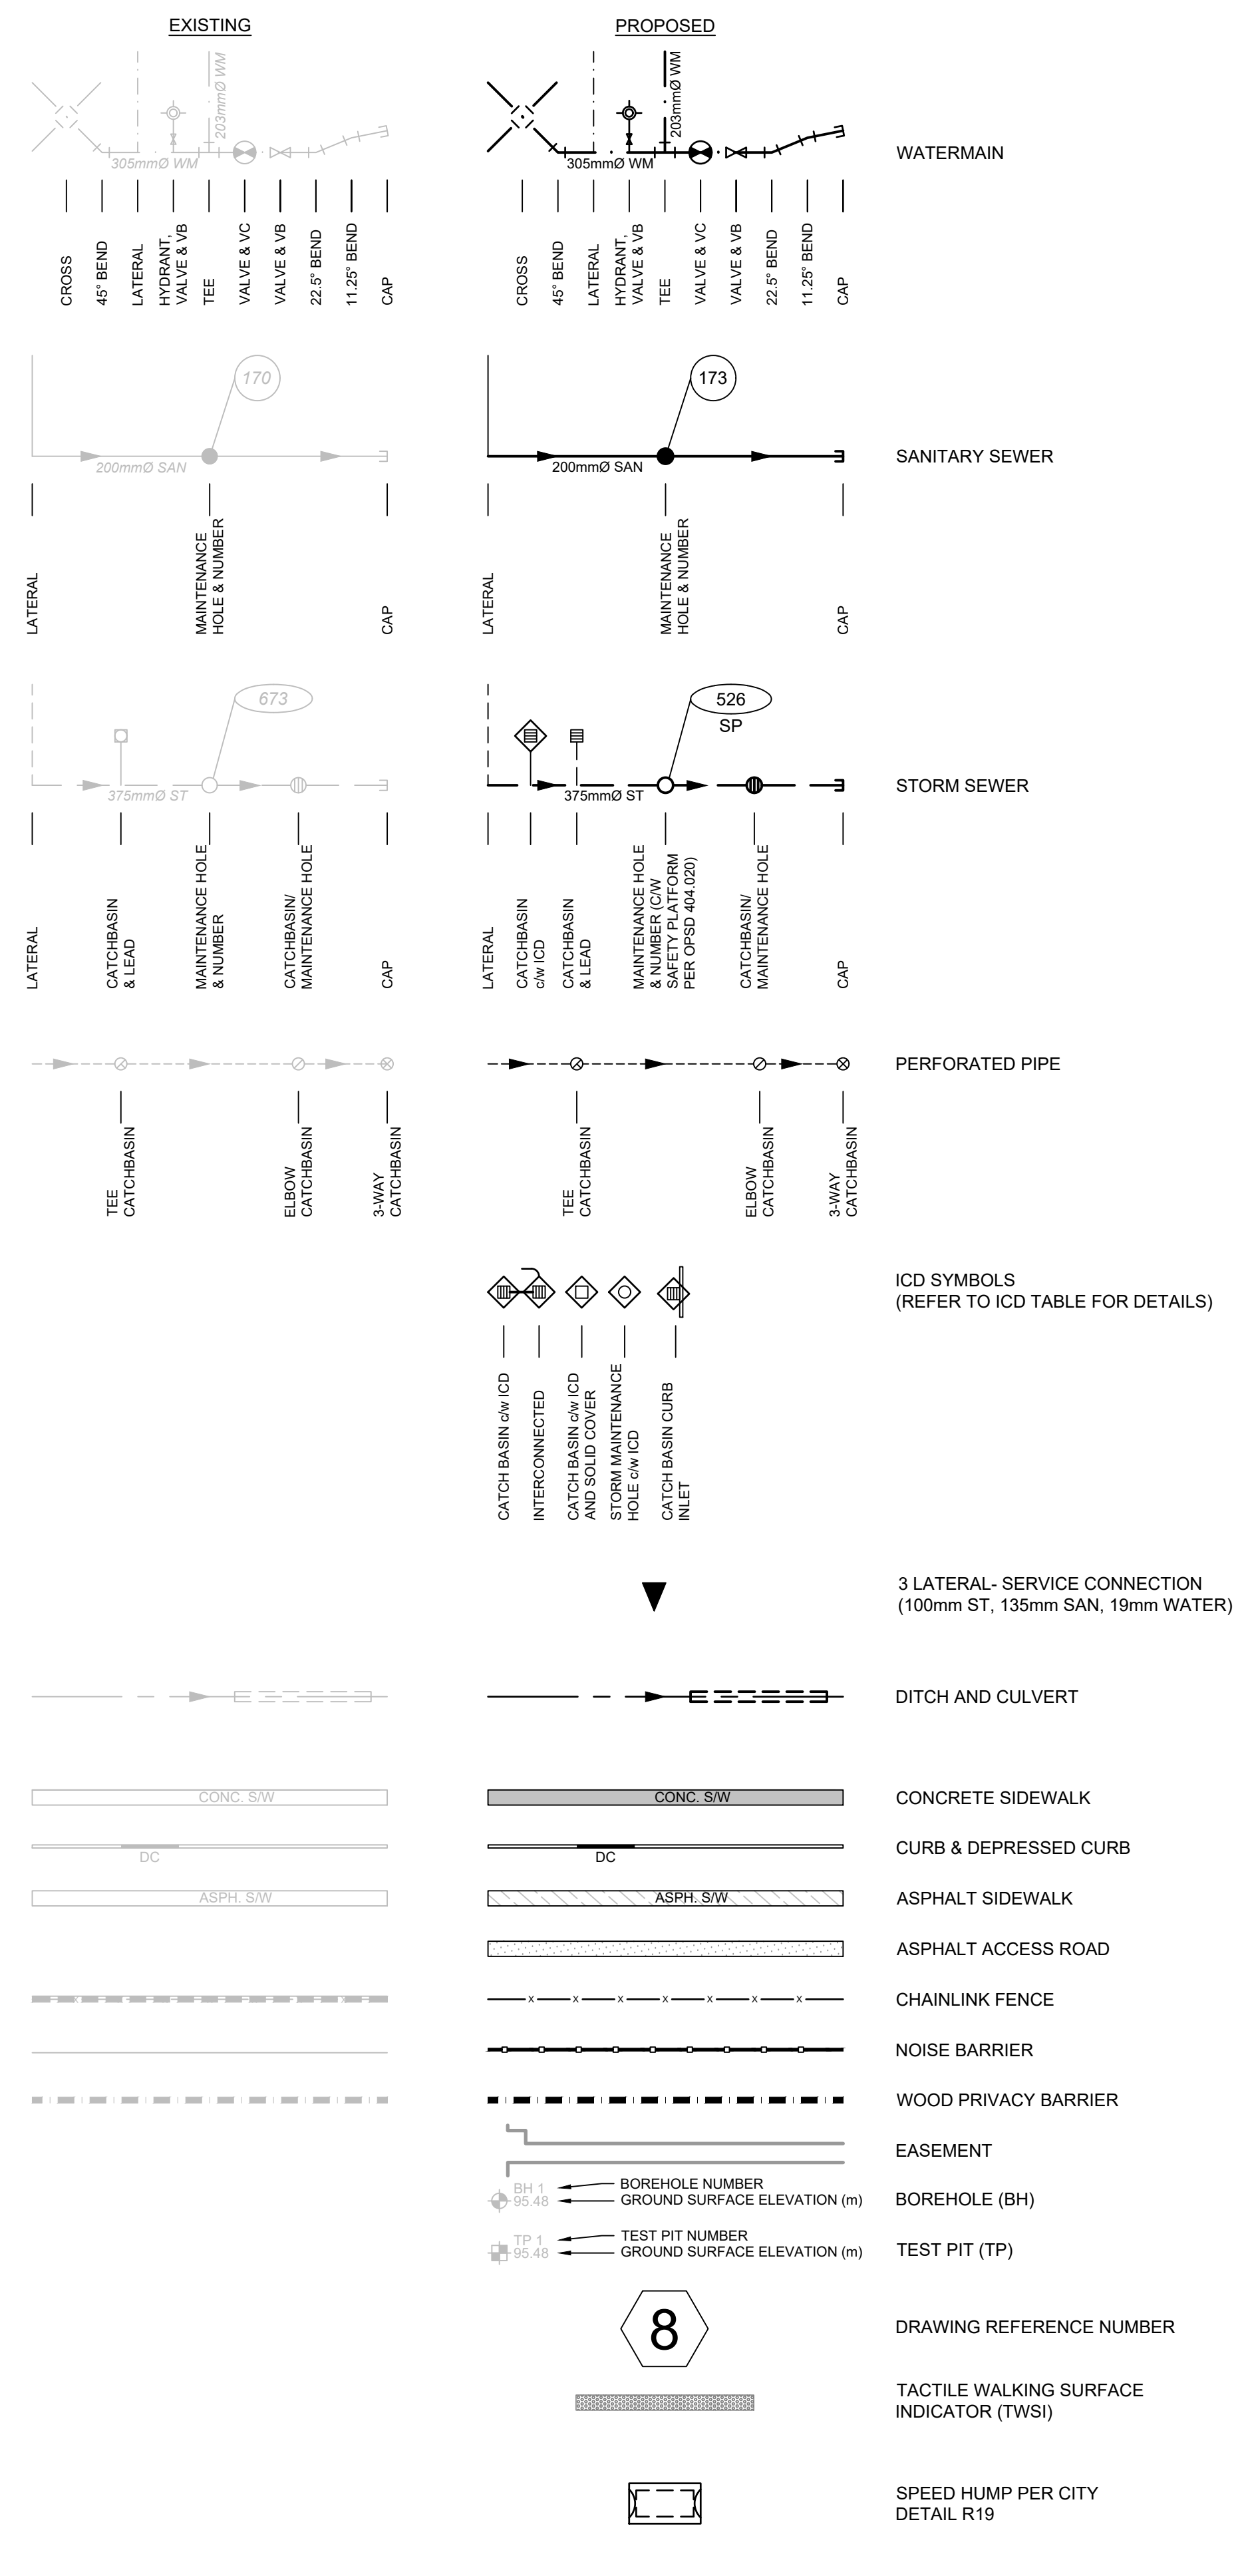 EXISTING
PROPOSED
203mmØ WM
305mmØ WM
203mmØ WM
305mmØ WM
WATERMAIN
CROSS
45° BEND
LATERAL
HYDRANT,
VALVE & VB
TEE
VALVE & VC
VALVE & VB
22.5° BEND
11.25° BEND
CAP
CROSS
45° BEND
LATERAL
HYDRANT,
VALVE & VB
TEE
VALVE & VC
VALVE & VB
22.5° BEND
11.25° BEND
CAP
170
200mmØ SAN
173
200mmØ SAN
SANITARY SEWER
LATERAL
MAINTENANCE
HOLE & NUMBER
CAP
LATERAL
MAINTENANCE
HOLE & NUMBER
CAP
673
375mmØ ST
526
SP
375mmØ ST
STORM SEWER
LATERAL
CATCHBASIN
& LEAD
MAINTENANCE HOLE
& NUMBER
CATCHBASIN/
MAINTENANCE HOLE
CAP
LATERAL
CATCHBASIN
c/w ICD
CATCHBASIN
& LEAD
MAINTENANCE HOLE
& NUMBER (C/W
SAFETY PLATFORM
PER OPSD 404.020)
CATCHBASIN/
MAINTENANCE HOLE
CAP
PERFORATED PIPE
TEE
CATCHBASIN
ELBOW
CATCHBASIN
3-WAY
CATCHBASIN
TEE
CATCHBASIN
ELBOW
CATCHBASIN
3-WAY
CATCHBASIN
ICD SYMBOLS
(REFER TO ICD TABLE FOR DETAILS)
CATCH BASIN c/w ICD
INTERCONNECTED
CATCH BASIN c/w ICD
AND SOLID COVER
STORM MAINTENANCE
HOLE c/w ICD
CATCH BASIN CURB
INLET
3 LATERAL- SERVICE CONNECTION
(100mm ST, 135mm SAN, 19mm WATER)
DITCH AND CULVERT
CONC. S/W
CONC. S/W
CONCRETE SIDEWALK
DC
DC
CURB & DEPRESSED CURB
ASPH. S/W
ASPH. S/W
ASPHALT SIDEWALK
ASPHALT ACCESS ROAD
X X X X X X X
CHAINLINK FENCE
NOISE BARRIER
WOOD PRIVACY BARRIER
EASEMENT
BH 1
95.48
BOREHOLE NUMBER
GROUND SURFACE ELEVATION (m)
BOREHOLE (BH)
TP 1
95.48
TEST PIT NUMBER
GROUND SURFACE ELEVATION (m)
TEST PIT (TP)
8
DRAWING REFERENCE NUMBER
TACTILE WALKING SURFACE
INDICATOR (TWSI)
SPEED HUMP PER CITY
DETAIL R19